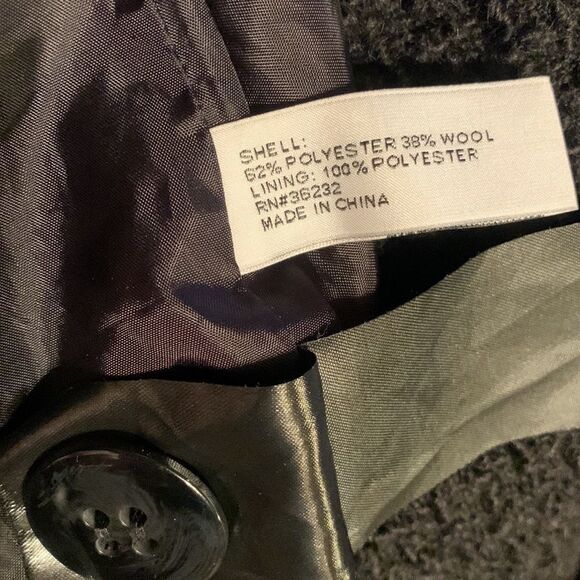 SHELL:
62% POLYESTER 38% WOOL
LINING: 100% POLYESTER
RN#36232
MADE IN CHINA